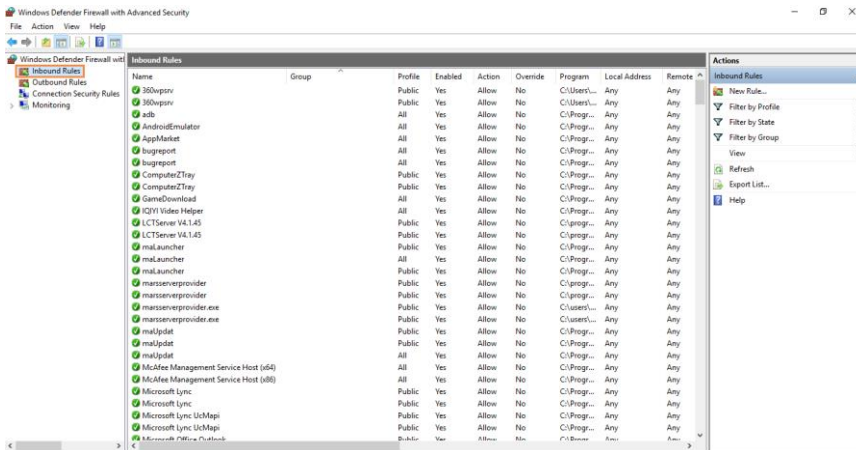 Windows Defender Firewall with Advanced Security
File Action View Help
Windows Defender Firewall witl
Inbound Rules
Outbound Rules
Connection Security Rules
Monitoring
Inbound Rules
Name Group Profile Enabled Action Override Program Local Address Remote
360wpsrv Public Yes Allow No C:\Users\... Any Any
360wpsrv Public Yes Allow No C:\Users\... Any Any
adb All Yes Allow No C:\Progr... Any Any
AndroidEmulator All Yes Allow No C:\Progr... Any Any
AppMarket All Yes Allow No C:\Progr... Any Any
bugreport All Yes Allow No C:\Progr... Any Any
bugreport All Yes Allow No C:\Progr... Any Any
ComputerZTray Public Yes Allow No C:\Progr... Any Any
ComputerZTray Public Yes Allow No C:\Progr... Any Any
GameDownload All Yes Allow No C:\Progr... Any Any
IQIYI Video Helper All Yes Allow No C:\Progr... Any Any
LCTServer V4.1.45 Public Yes Allow No C:\progr... Any Any
LCTServer V4.1.45 Public Yes Allow No C:\progr... Any Any
maLauncher Public Yes Allow No C:\Progr... Any Any
maLauncher All Yes Allow No C:\Progr... Any Any
maLauncher Public Yes Allow No C:\Progr... Any Any
marsserverprovider Public Yes Allow No C:\progr... Any Any
marsserverprovider Public Yes Allow No C:\progr... Any Any
marsserverprovider.exe Public Yes Allow No C:\users\... Any Any
marsserverprovider.exe Public Yes Allow No C:\users\... Any Any
maUpdat Public Yes Allow No C:\Progr... Any Any
maUpdat Public Yes Allow No C:\Progr... Any Any
maUpdat All Yes Allow No C:\Progr... Any Any
McAfee Management Service Host (x64) All Yes Allow No C:\Progr... Any Any
McAfee Management Service Host (x86) All Yes Allow No C:\Progr... Any Any
Microsoft Lync Public Yes Allow No C:\Progr... Any Any
Microsoft Lync Public Yes Allow No C:\Progr... Any Any
Microsoft Lync UcMapi Public Yes Allow No C:\Progr... Any Any
Microsoft Lync UcMapi Public Yes Allow No C:\Progr... Any Any
Microsoft Office Outlook Public Yes Allow No C:\Progr... Any Any
Actions
Inbound Rules
New Rule...
Filter by Profile
Filter by State
Filter by Group
View
Refresh
Export List...
Help